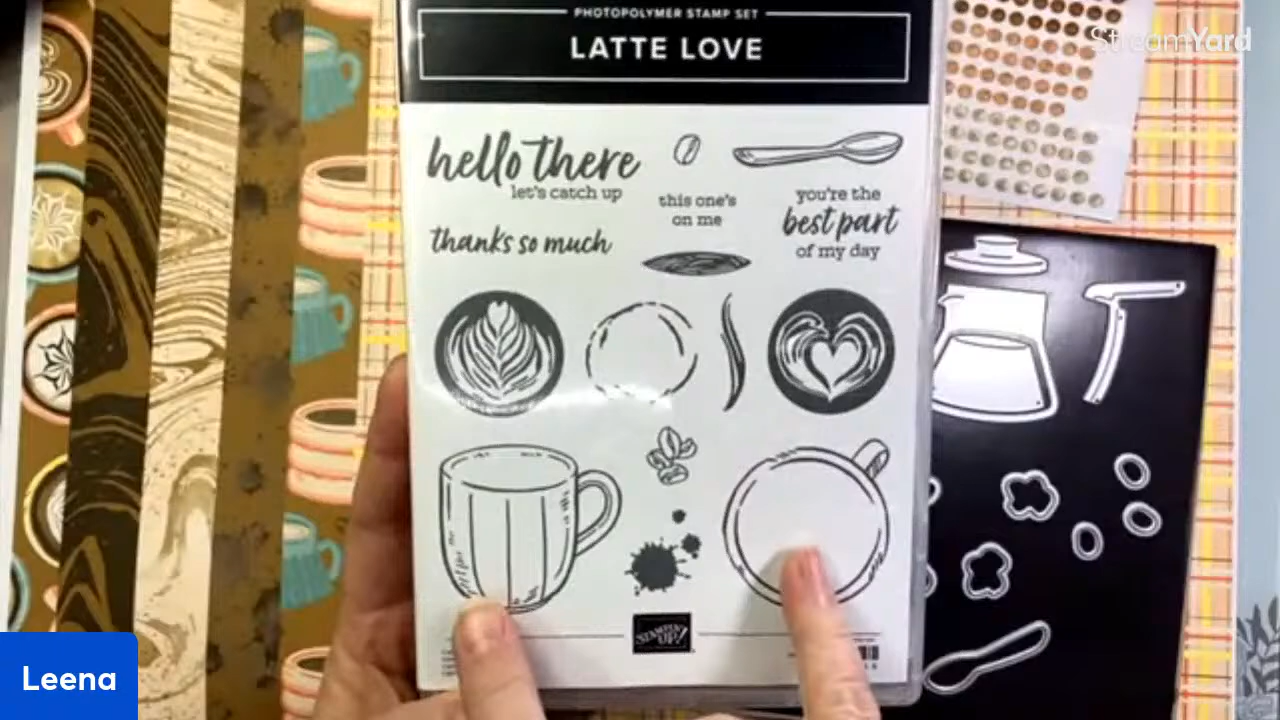 PHOTOPOLYMER STAMP SET
LATTE LOVE
StreamYard
hello there
let's catch up
this one's
on me
you're the
best part
of my day
thanks so much
STAMPIN'
UP!
Leena